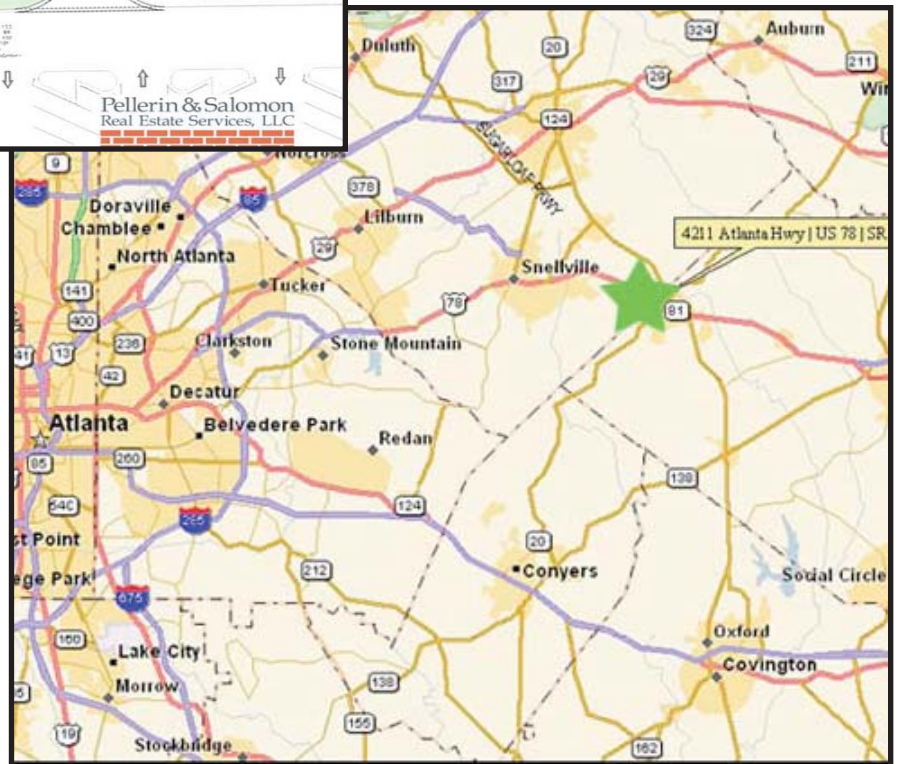 Pellerin & Salomon
Real Estate Services, LLC
324
Auburn
Duluth
20
211
317
29
124
SUGARLOAF PKWY
Norcross
9
285
85
378
Doraville
Chamblee
Lilburn
29
4211 Atlanta Hwy | US 78 | SR
North Atlanta
Snellville
Tucker
141
78
81
400
236
Clarkston
Stone Mountain
41
13
42
Decatur
Atlanta
Belvedere Park
Redan
85
260
138
54C
124
285
st Point
20
ege Park
212
Conyers
Social Circle
675
Oxford
160
Lake City
Covington
138
Morrow
155
19
Stockbridge
162